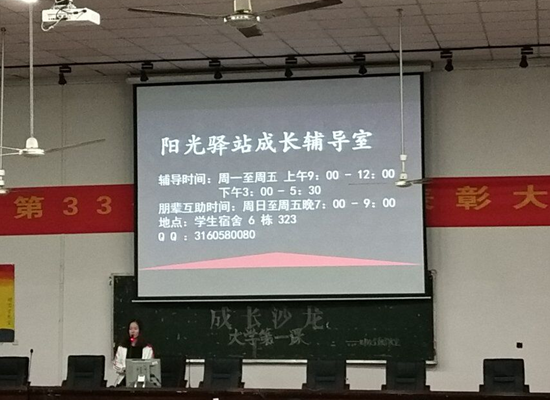 阳光驿站成长辅导室
辅导时间：周一至周五 上午9：00 - 12：00
下午3：00 - 5：30
朋辈互助时间：周日至周五晚7：00 - 9：00
地点：学生宿舍 6 栋 323
Q Q：3160580080
第33
表彰大
成长沙龙
大学第一课